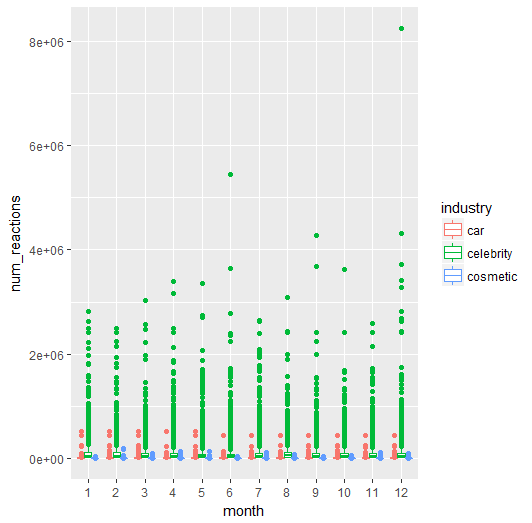 8e+06
6e+06
4e+06
2e+06
0e+00
num_reactions
1 2 3 4 5 6 7 8 9 10 11 12
month
industry
car
celebrity
cosmetic